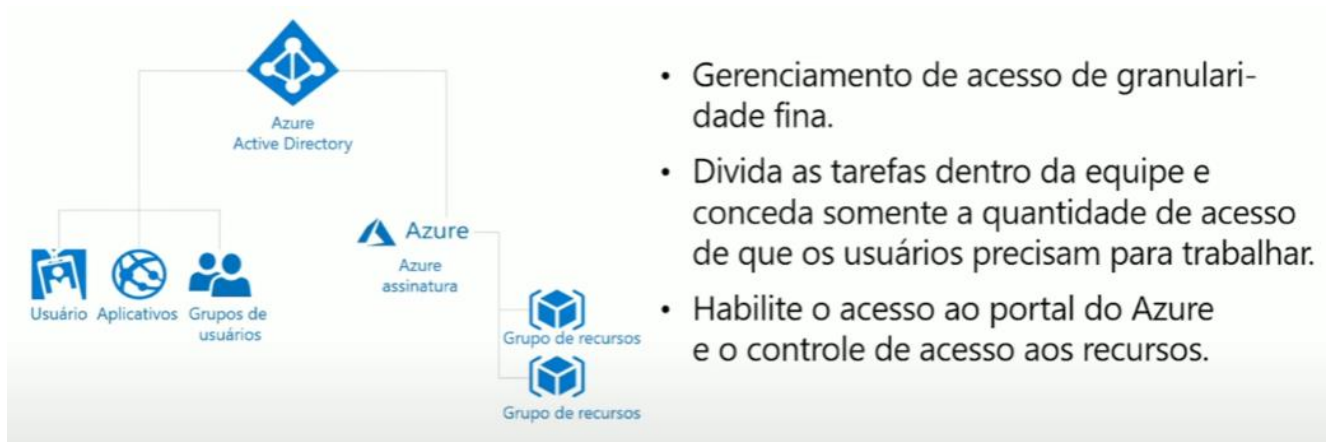 Azure
Active Directory
Usuário
Aplicativos
Grupos de
usuários
Azure
Azure
assinatura
Grupo de recursos
Grupo de recursos
• Gerenciamento de acesso de granulari-
dade fina.
• Divida as tarefas dentro da equipe e
conceda somente a quantidade de acesso
de que os usuários precisam para trabalhar.
• Habilite o acesso ao portal do Azure
e o controle de acesso aos recursos.